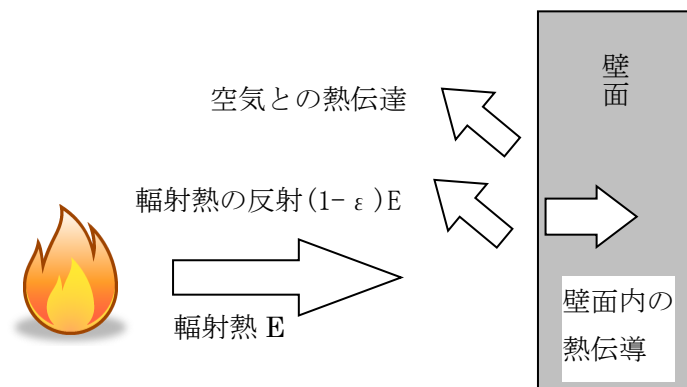 壁面
空気との熱伝達
輻射熱の反射(1-ε)E
輻射熱 E
壁面内の
熱伝導